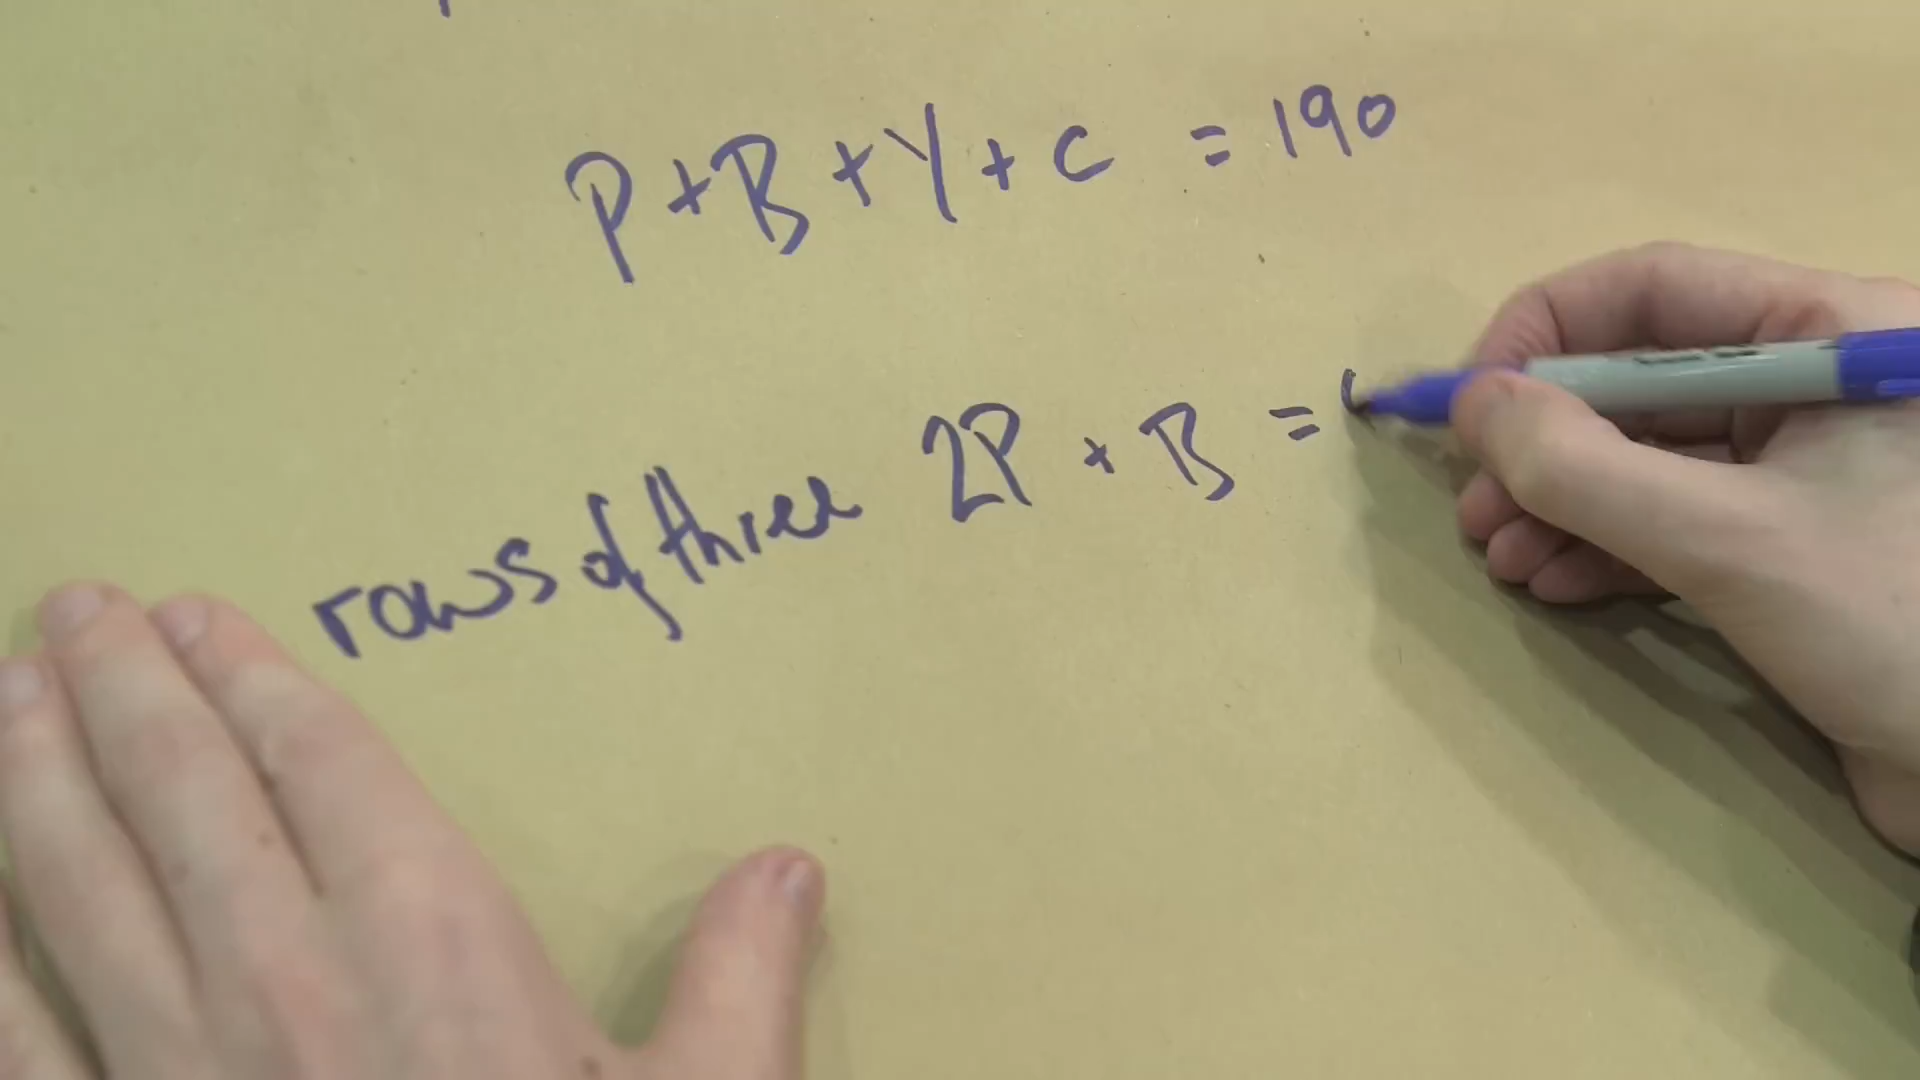 P + B + Y + C = 190
rows of three 2P + B =